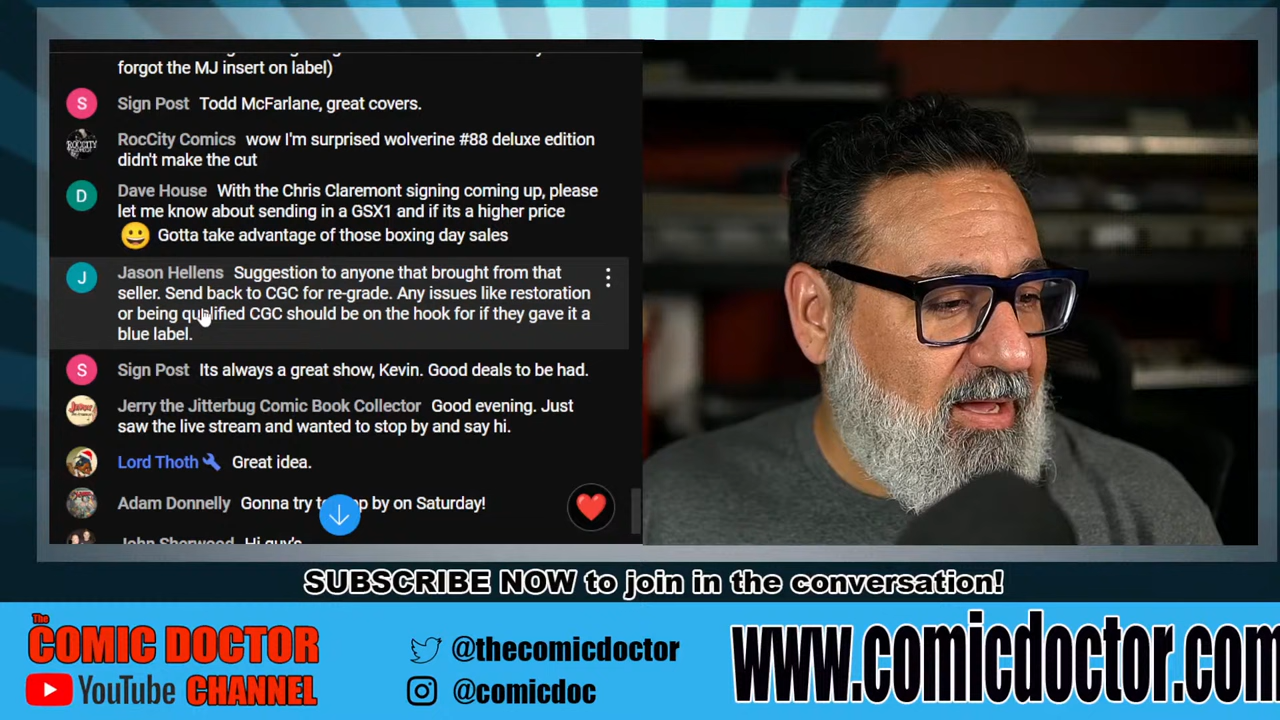 forgot the MJ insert on label)
S Sign Post Todd McFarlane, great covers.
RocCity Comics wow I'm surprised wolverine #88 deluxe edition
didn't make the cut
D Dave House With the Chris Claremont signing coming up, please
let me know about sending in a GSX1 and if its a higher price
Gotta take advantage of those boxing day sales
J Jason Hellens Suggestion to anyone that brought from that
seller. Send back to CGC for re-grade. Any issues like restoration
or being qualified CGC should be on the hook for if they gave it a
blue label.
S Sign Post Its always a great show, Kevin. Good deals to be had.
Jerry the Jitterbug Comic Book Collector Good evening. Just
saw the live stream and wanted to stop by and say hi.
Lord Thoth Great idea.
Adam Donnelly Gonna try to by on Saturday!
John Sherwood Hi guy's
SUBSCRIBE NOW to join in the conversation!
The
COMIC DOCTOR
YouTube CHANNEL
@thecomicdoctor
@comicdoc
www.comicdoctor.com